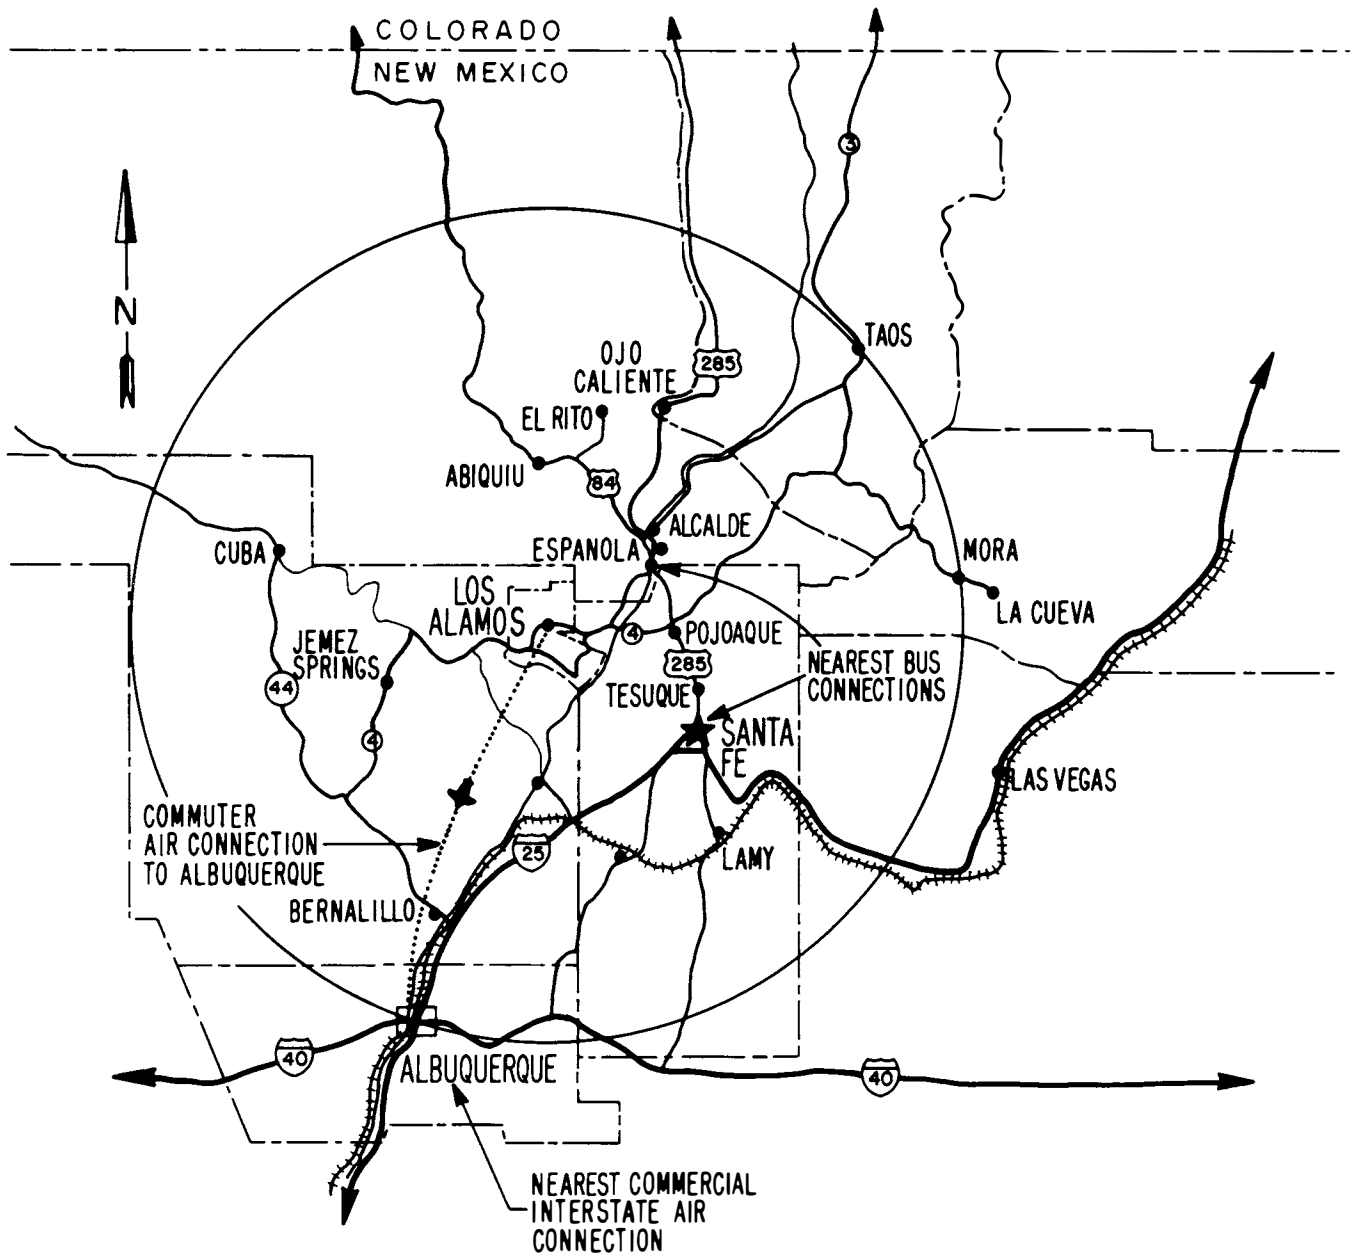 COLORADO
NEW MEXICO
3
N
TAOS
OJO
CALIENTE
285
EL RITO
ABIQUIU
84
ALCALDE
CUBA
ESPANOLA
MORA
LOS
ALAMOS
LA CUEVA
4
POJOAQUE
JEMEZ
SPRINGS
285
NEAREST BUS
CONNECTIONS
44
TESUQUE
4
SANTA
FE
LAS VEGAS
COMMUTER
AIR CONNECTION
TO ALBUQUERQUE
25
LAMY
BERNALILLO
40
ALBUQUERQUE
40
NEAREST COMMERCIAL
INTERSTATE AIR
CONNECTION